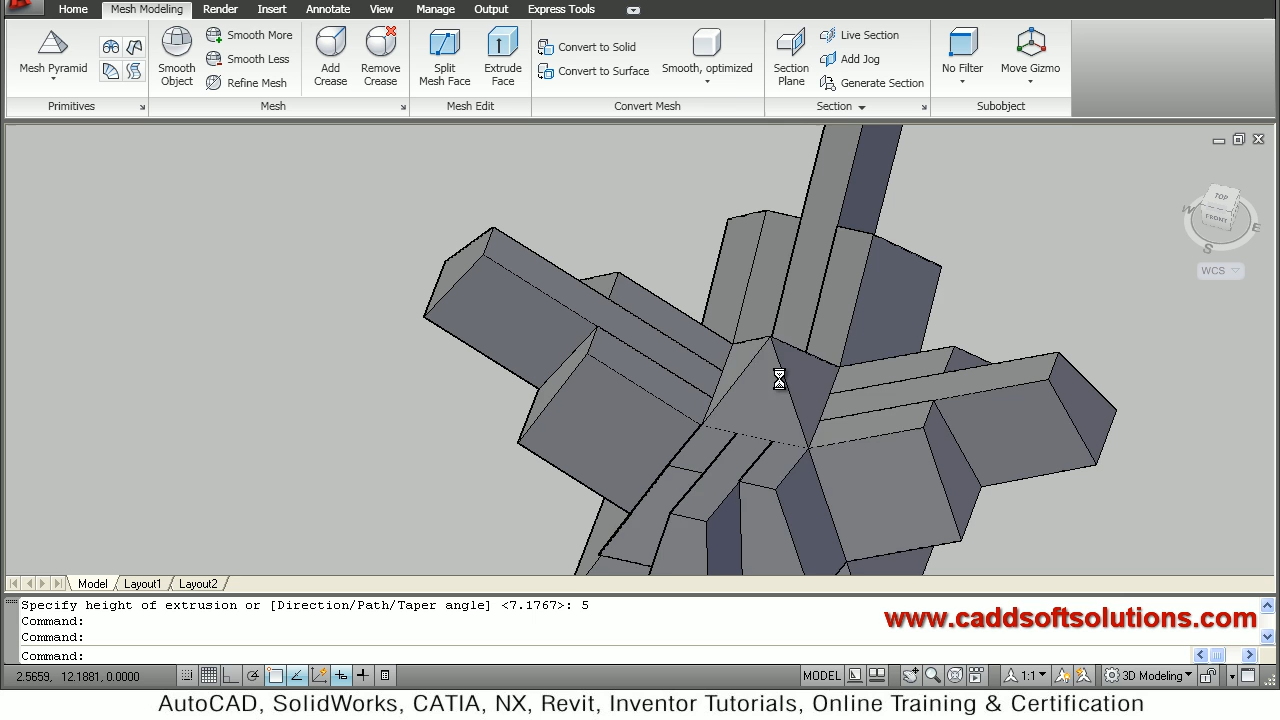 Home Mesh Modeling Render Insert Annotate View Manage Output Express Tools
Mesh Pyramid
Primitives
Smooth Object
Smooth More
Smooth Less
Refine Mesh
Add Crease
Remove Crease
Mesh
Split Mesh Face
Extrude Face
Mesh Edit
Convert to Solid
Convert to Surface
Smooth, optimized
Convert Mesh
Section Plane
Live Section
Add Jog
Generate Section
Section
No Filter
Move Gizmo
Subobject
TOP
FRONT
W
S
E
WCS
Model Layout1 Layout2
Specify height of extrusion or [Direction/Path/Taper angle] <7.1767>: 5
Command:
Command:
Command:
www.caddsoftsolutions.com
2.5659, 12.1881, 0.0000
MODEL
1:1
3D Modeling
AutoCAD, SolidWorks, CATIA, NX, Revit, Inventor Tutorials, Online Training & Certification